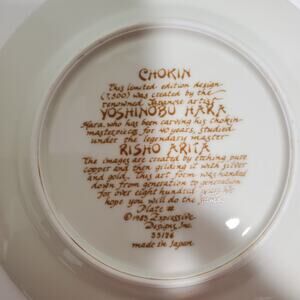 CHOKIN
This limited edition design
(7,500) was created by the
renowned Japanese artist
YOSHINOBU HARA
Hara, who has been carving his chokin
masterpieces for 40 years, studied
under the legendary master
RISHO ARITA
The images are created by etching pure
copper and then gilding it with silver
and gold. This art form was handed
down from generation to generation
for over eight hundred years. We
hope you will do the same.
Plate #
© 1985 Expressive
Designs, Inc.
made in Japan